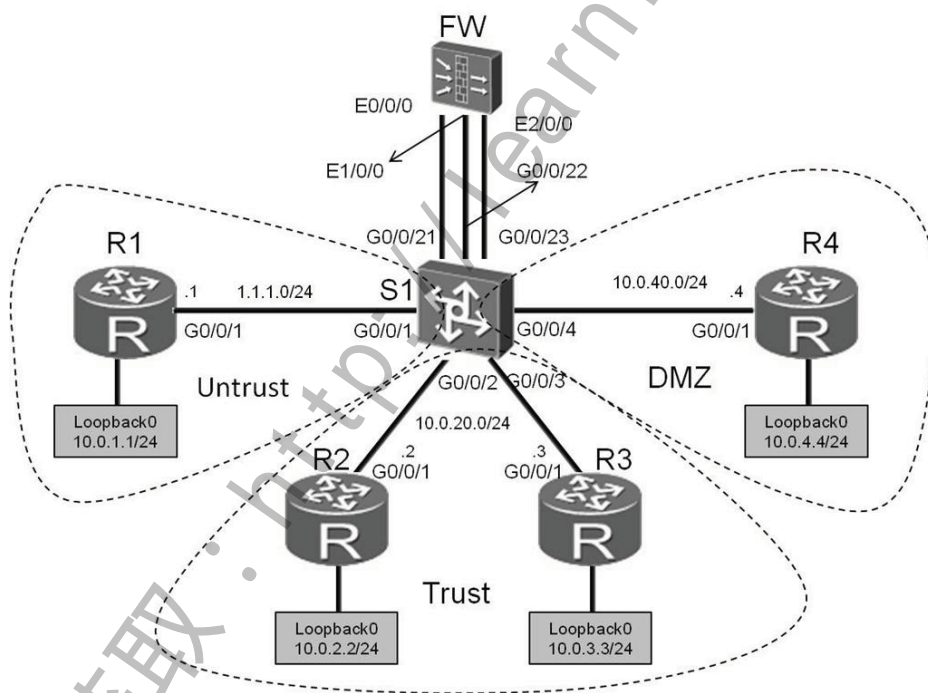 FW
E0/0/0
E2/0/0
E1/0/0
G0/0/22
R1
G0/0/21
G0/0/23
R4
S1
.1
1.1.1.0/24
10.0.40.0/24
.4
R
G0/0/1
G0/0/1
G0/0/4
G0/0/1
R
Untrust
G0/0/2
G0/0/3
DMZ
Loopback0
10.0.1.1/24
10.0.20.0/24
Loopback0
10.0.4.4/24
R2
.2
.3
R3
G0/0/1
G0/0/1
R
R
Trust
Loopback0
10.0.2.2/24
Loopback0
10.0.3.3/24
取:http://learn